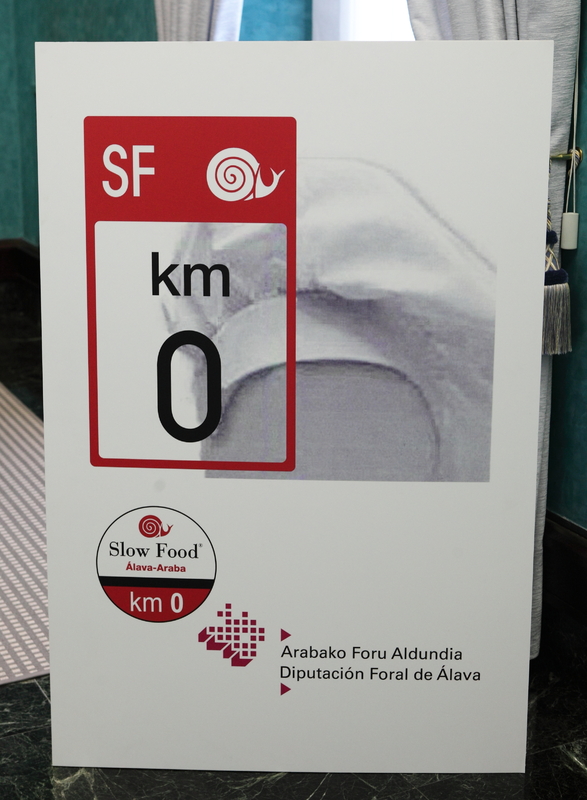 SF
km
0
Slow Food®
Álava-Araba
km 0
Arabako Foru Aldundia
Diputación Foral de Álava